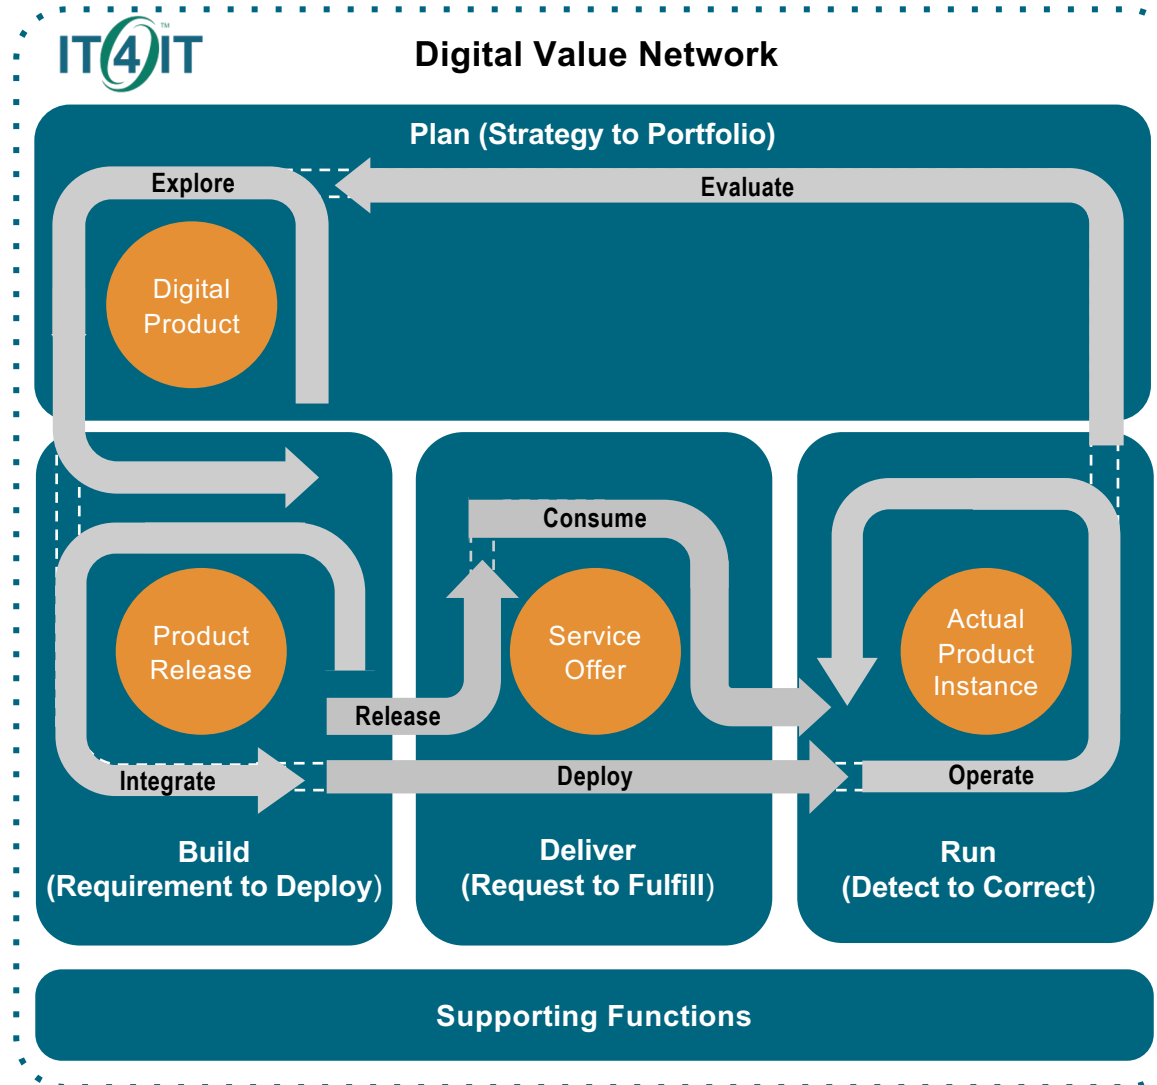 IT4IT™
Digital Value Network
Plan (Strategy to Portfolio)
Explore
Evaluate
Digital
Product
Consume
Product
Release
Service
Offer
Actual
Product
Instance
Release
Integrate
Deploy
Operate
Build
(Requirement to Deploy)
Deliver
(Request to Fulfill)
Run
(Detect to Correct)
Supporting Functions